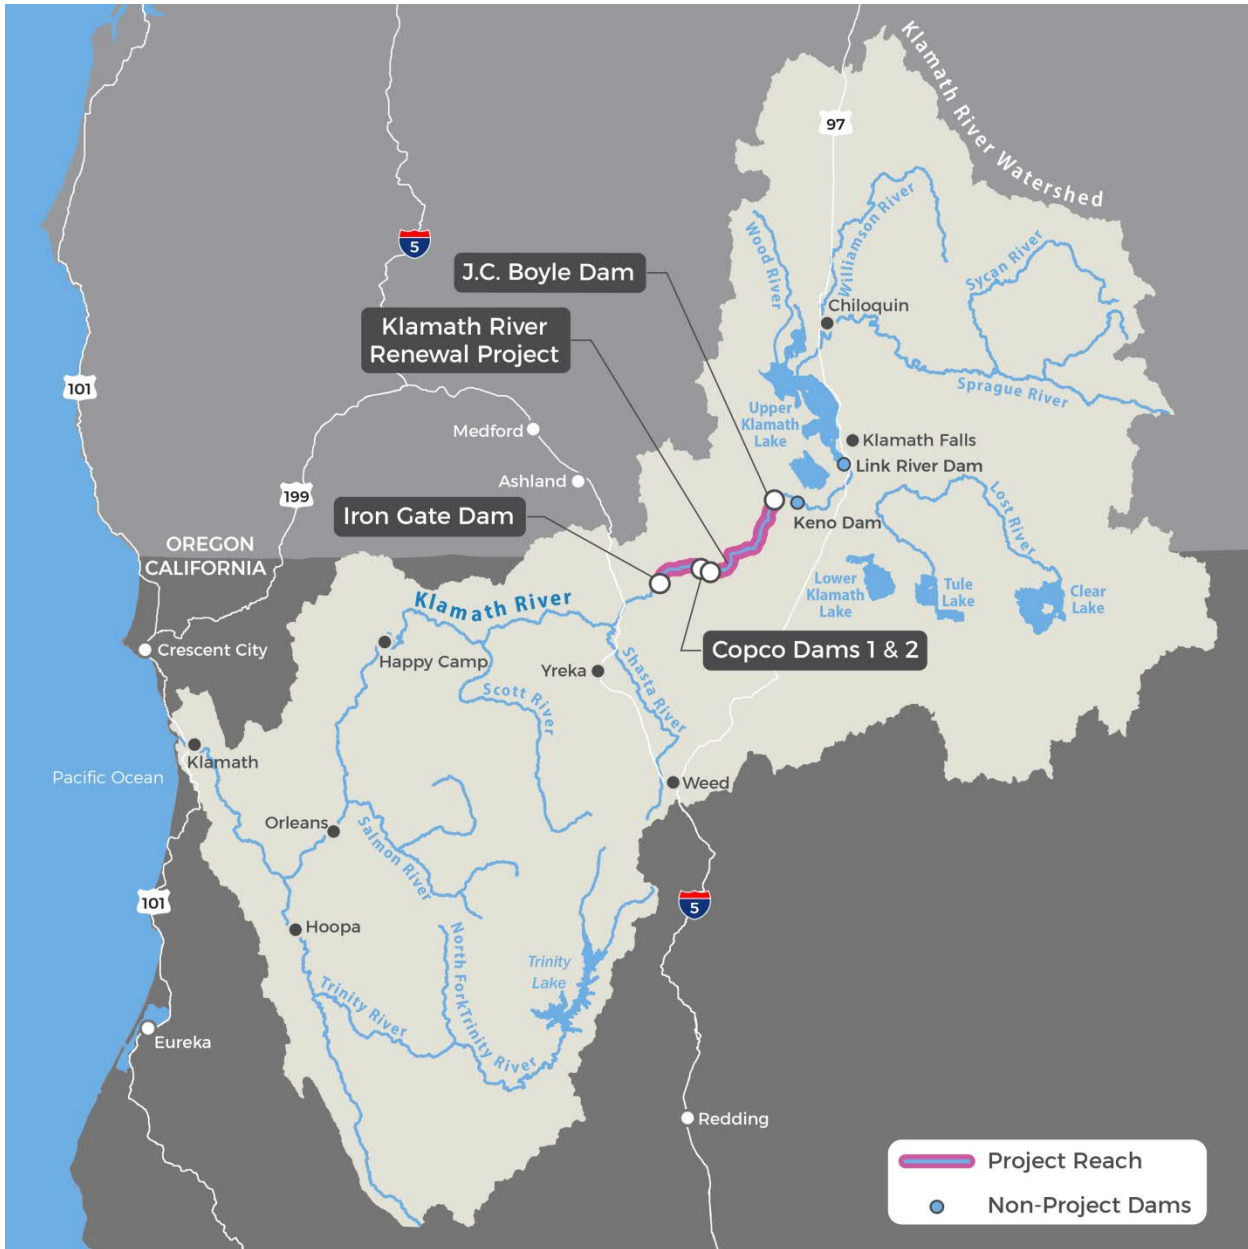 Klamath River Watershed
97
Williamson River
Wood River
Sycan River
5
J.C. Boyle Dam
Klamath River
Renewal Project
Chiloquin
101
Sprague River
Upper
Klamath
Lake
Medford
Klamath Falls
Link River Dam
Ashland
199
Iron Gate Dam
Lost River
Keno Dam
OREGON
CALIFORNIA
Lower
Klamath
Lake
Tule
Lake
Clear
Lake
Klamath River
Crescent City
Happy Camp
Copco Dams 1 & 2
Yreka
Shasta River
Scott River
Klamath
Pacific Ocean
Weed
Orleans
Salmon River
101
5
Hoopa
North Fork Trinity River
Trinity
Lake
Trinity River
Eureka
Redding
Project Reach
Non-Project Dams